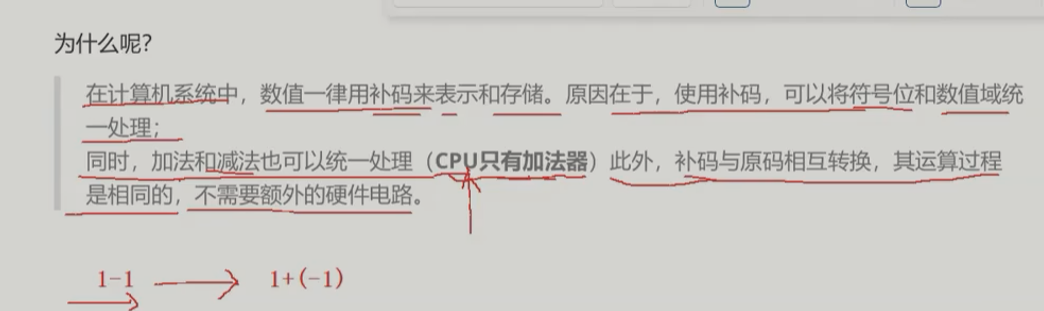 为什么呢?
在计算机系统中，数值一律用补码来表示和存储。原因在于，使用补码，可以将符号位和数值域统
一处理；
同时，加法和减法也可以统一处理（CPU只有加法器）此外，补码与原码相互转换，其运算过程
是相同的，不需要额外的硬件电路。
1-1 1+(-1)